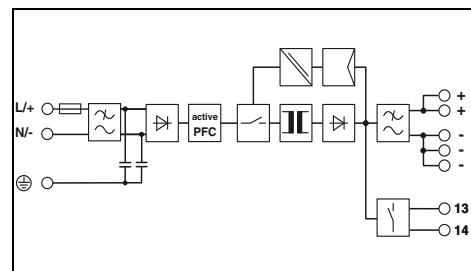 L/+
N/-
active
PFC
+
+
-
-
-
13
14